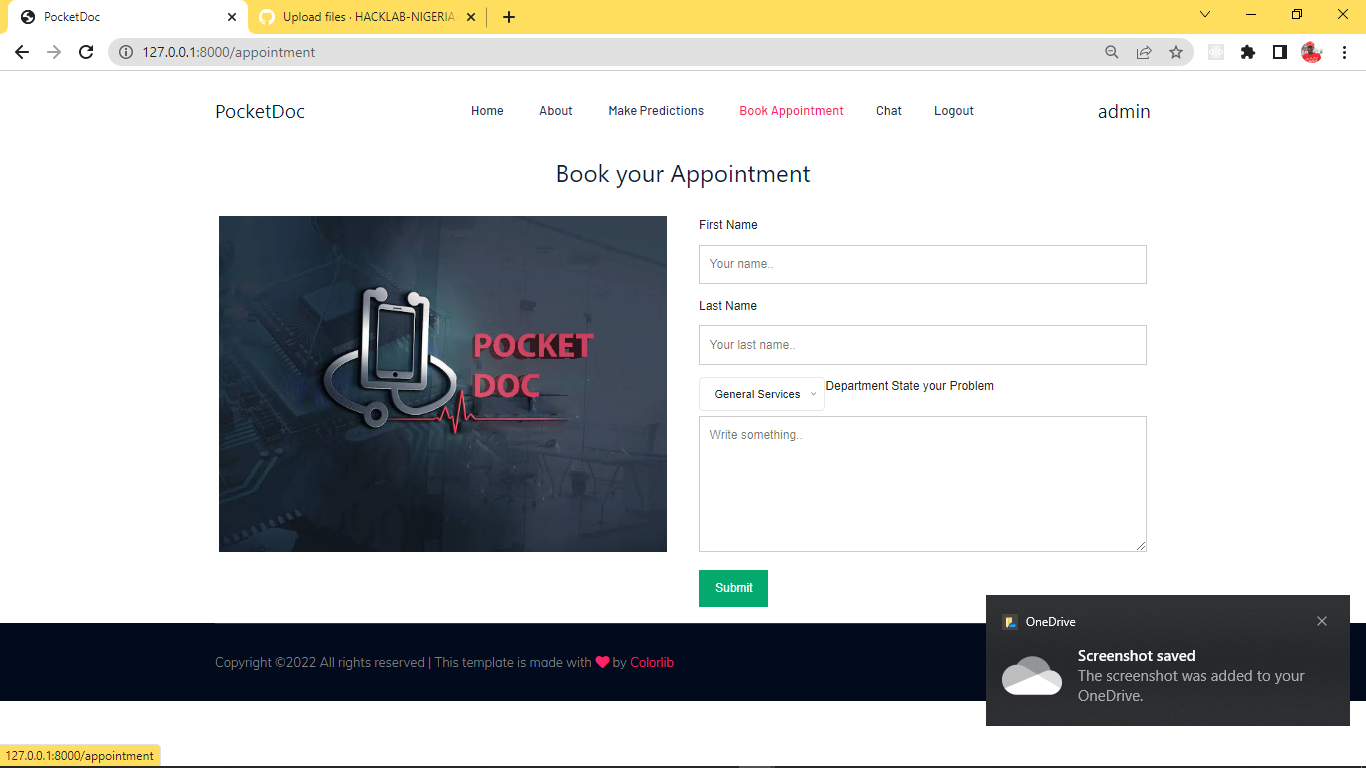 PocketDoc
Upload files · HACKLAB-NIGERIA
127.0.0.1:8000/appointment
PocketDoc
Home
About
Make Predictions
Book Appointment
Chat
Logout
admin
Book your Appointment
POCKET
DOC
First Name
Your name..
Last Name
Your last name..
General Services
Department State your Problem
Write something..
Submit
Copyright ©2022 All rights reserved | This template is made with by Colorlib
OneDrive
Screenshot saved
The screenshot was added to your
OneDrive.
127.0.0.1:8000/appointment